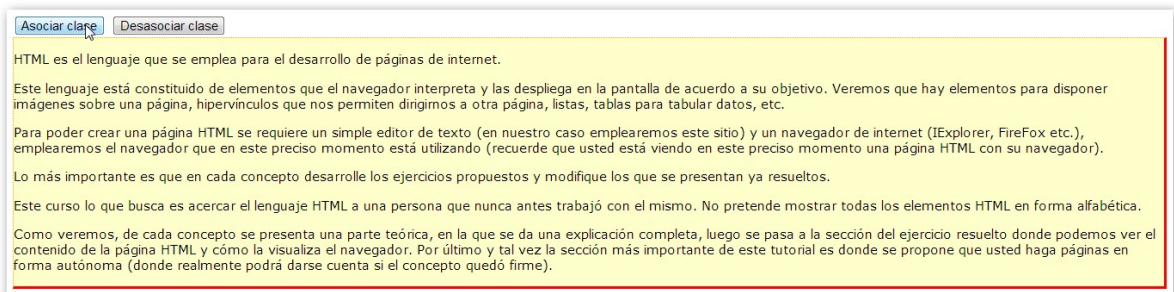 Asociar clase Desasociar clase
HTML es el lenguaje que se emplea para el desarrollo de páginas de internet.
Este lenguaje está constituido de elementos que el navegador interpreta y las despliega en la pantalla de acuerdo a su objetivo. Veremos que hay elementos para disponer
imágenes sobre una página, hipervínculos que nos permiten dirigirnos a otra página, listas, tablas para tabular datos, etc.
Para poder crear una página HTML se requiere un simple editor de texto (en nuestro caso emplearemos este sitio) y un navegador de internet (IExplorer, FireFox etc.),
emplearemos el navegador que en este preciso momento está utilizando (recuerde que usted está viendo en este preciso momento una página HTML con su navegador).
Lo más importante es que en cada concepto desarrolle los ejercicios propuestos y modifique los que se presentan ya resueltos.
Este curso lo que busca es acercar el lenguaje HTML a una persona que nunca antes trabajó con el mismo. No pretende mostrar todas los elementos HTML en forma alfabética.
Como veremos, de cada concepto se presenta una parte teórica, en la que se da una explicación completa, luego se pasa a la sección del ejercicio resuelto donde podemos ver el
contenido de la página HTML y cómo la visualiza el navegador. Por último y tal vez la sección más importante de este tutorial es donde se propone que usted haga páginas en
forma autónoma (donde realmente podrá darse cuenta si el concepto quedó firme).